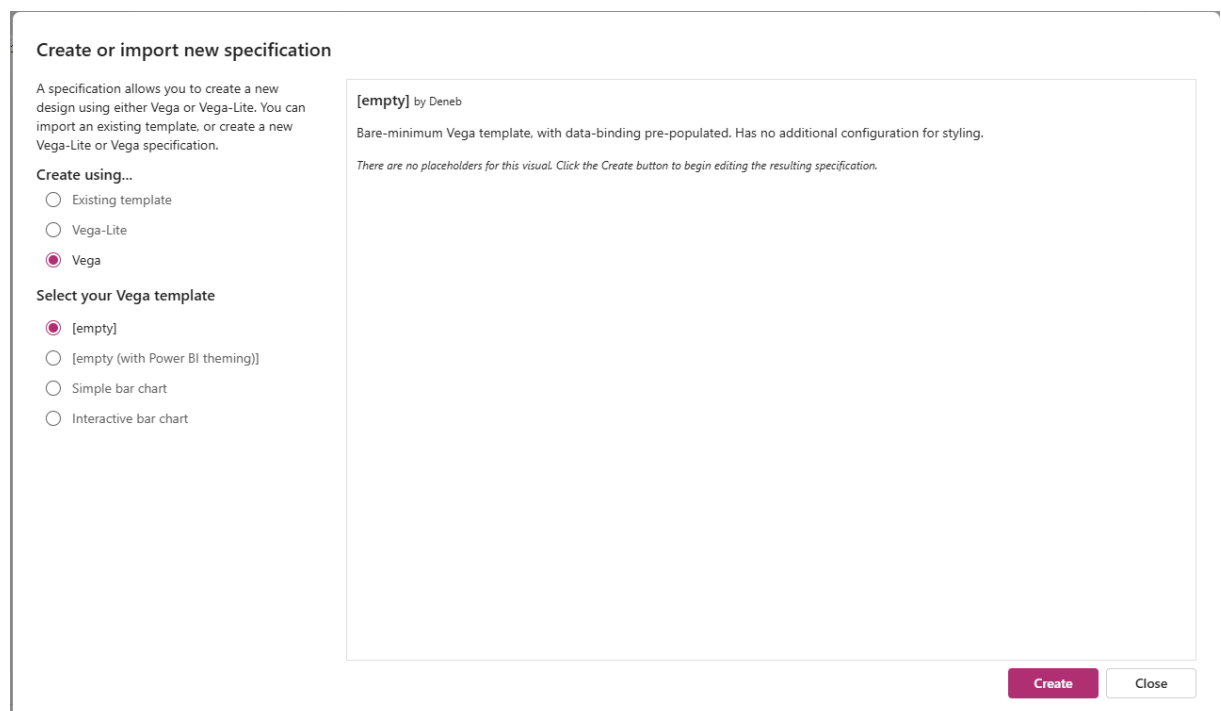 Create or import new specification
A specification allows you to create a new
design using either Vega or Vega-Lite. You can
import an existing template, or create a new
Vega-Lite or Vega specification.
Create using...
Existing template
Vega-Lite
Vega
Select your Vega template
[empty]
[empty (with Power BI theming)]
Simple bar chart
Interactive bar chart
[empty] by Deneb
Bare-minimum Vega template, with data-binding pre-populated. Has no additional configuration for styling.
There are no placeholders for this visual. Click the Create button to begin editing the resulting specification.
Create
Close